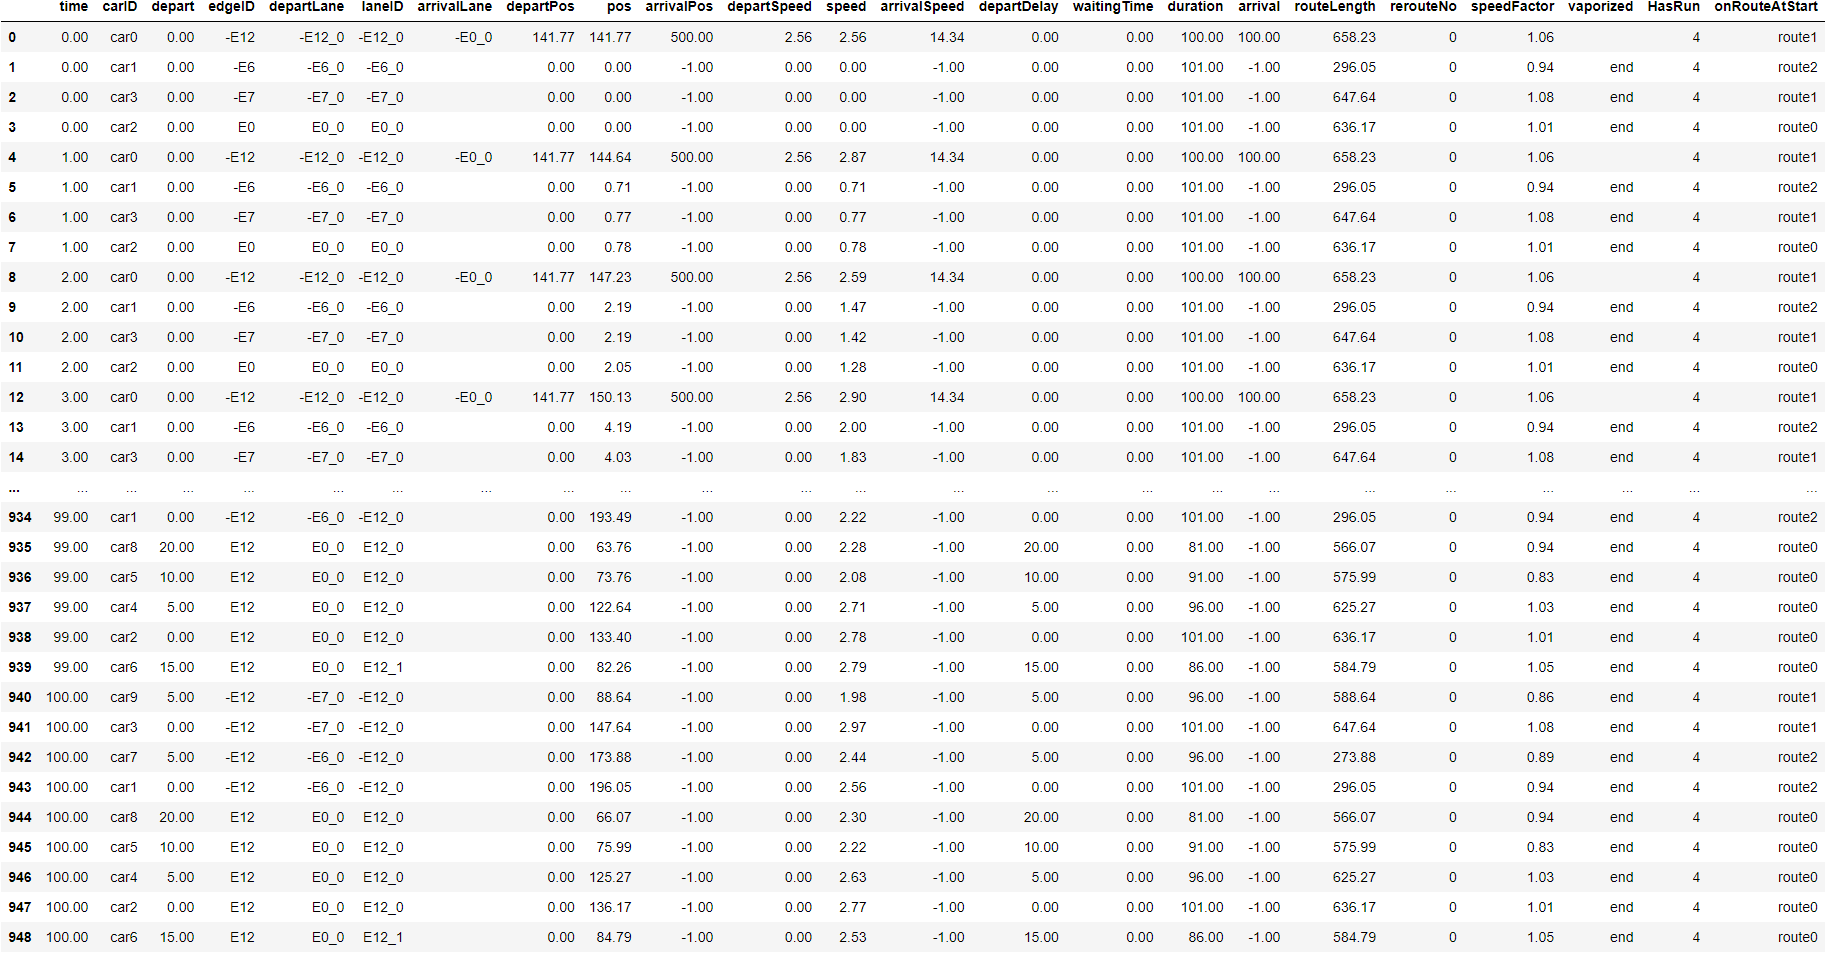 time carID depart edgeID departLane laneID arrivalLane departPos pos arrivalPos departSpeed speed arrivalSpeed departDelay waitingTime duration arrival routeLength rerouteNo speedFactor vaporized HasRun onRouteAtStart
0 0.00 car0 0.00 -E12 -E12_0 -E12_0 -E0_0 141.77 141.77 500.00 2.56 2.56 14.34 0.00 0.00 100.00 100.00 658.23 0 1.06 4 route1
1 0.00 car1 0.00 -E6 -E6_0 -E6_0 0.00 0.00 -1.00 0.00 0.00 -1.00 0.00 0.00 101.00 -1.00 296.05 0 0.94 end 4 route2
2 0.00 car3 0.00 -E7 -E7_0 -E7_0 0.00 0.00 -1.00 0.00 0.00 -1.00 0.00 0.00 101.00 -1.00 647.64 0 1.08 end 4 route1
3 0.00 car2 0.00 E0 E0_0 E0_0 0.00 0.00 -1.00 0.00 0.00 -1.00 0.00 0.00 101.00 -1.00 636.17 0 1.01 end 4 route0
4 1.00 car0 0.00 -E12 -E12_0 -E12_0 -E0_0 141.77 144.64 500.00 2.56 2.87 14.34 0.00 0.00 100.00 100.00 658.23 0 1.06 4 route1
5 1.00 car1 0.00 -E6 -E6_0 -E6_0 0.00 0.71 -1.00 0.00 0.71 -1.00 0.00 0.00 101.00 -1.00 296.05 0 0.94 end 4 route2
6 1.00 car3 0.00 -E7 -E7_0 -E7_0 0.00 0.77 -1.00 0.00 0.77 -1.00 0.00 0.00 101.00 -1.00 647.64 0 1.08 end 4 route1
7 1.00 car2 0.00 E0 E0_0 E0_0 0.00 0.78 -1.00 0.00 0.78 -1.00 0.00 0.00 101.00 -1.00 636.17 0 1.01 end 4 route0
8 2.00 car0 0.00 -E12 -E12_0 -E12_0 -E0_0 141.77 147.23 500.00 2.56 2.59 14.34 0.00 0.00 100.00 100.00 658.23 0 1.06 4 route1
9 2.00 car1 0.00 -E6 -E6_0 -E6_0 0.00 2.19 -1.00 0.00 1.47 -1.00 0.00 0.00 101.00 -1.00 296.05 0 0.94 end 4 route2
10 2.00 car3 0.00 -E7 -E7_0 -E7_0 0.00 2.19 -1.00 0.00 1.42 -1.00 0.00 0.00 101.00 -1.00 647.64 0 1.08 end 4 route1
11 2.00 car2 0.00 E0 E0_0 E0_0 0.00 2.05 -1.00 0.00 1.28 -1.00 0.00 0.00 101.00 -1.00 636.17 0 1.01 end 4 route0
12 3.00 car0 0.00 -E12 -E12_0 -E12_0 -E0_0 141.77 150.13 500.00 2.56 2.90 14.34 0.00 0.00 100.00 100.00 658.23 0 1.06 4 route1
13 3.00 car1 0.00 -E6 -E6_0 -E6_0 0.00 4.19 -1.00 0.00 2.00 -1.00 0.00 0.00 101.00 -1.00 296.05 0 0.94 end 4 route2
14 3.00 car3 0.00 -E7 -E7_0 -E7_0 0.00 4.03 -1.00 0.00 1.83 -1.00 0.00 0.00 101.00 -1.00 647.64 0 1.08 end 4 route1
... ... ... ... ... ... ... ... ... ... ... ... ... ... ... ... ... ... ... ... ... ... ... ...
934 99.00 car1 0.00 -E12 -E6_0 -E12_0 0.00 193.49 -1.00 0.00 2.22 -1.00 0.00 0.00 101.00 -1.00 296.05 0 0.94 end 4 route2
935 99.00 car8 20.00 E12 E0_0 E12_0 0.00 63.76 -1.00 0.00 2.28 -1.00 20.00 0.00 81.00 -1.00 566.07 0 0.94 end 4 route0
936 99.00 car5 10.00 E12 E0_0 E12_0 0.00 73.76 -1.00 0.00 2.08 -1.00 10.00 0.00 91.00 -1.00 575.99 0 0.83 end 4 route0
937 99.00 car4 5.00 E12 E0_0 E12_0 0.00 122.64 -1.00 0.00 2.71 -1.00 5.00 0.00 96.00 -1.00 625.27 0 1.03 end 4 route0
938 99.00 car2 0.00 E12 E0_0 E12_0 0.00 133.40 -1.00 0.00 2.78 -1.00 0.00 0.00 101.00 -1.00 636.17 0 1.01 end 4 route0
939 99.00 car6 15.00 E12 E0_0 E12_1 0.00 82.26 -1.00 0.00 2.79 -1.00 15.00 0.00 86.00 -1.00 584.79 0 1.05 end 4 route0
940 100.00 car9 5.00 -E12 -E7_0 -E12_0 0.00 88.64 -1.00 0.00 1.98 -1.00 5.00 0.00 96.00 -1.00 588.64 0 0.86 end 4 route1
941 100.00 car3 0.00 -E12 -E7_0 -E12_0 0.00 147.64 -1.00 0.00 2.97 -1.00 0.00 0.00 101.00 -1.00 647.64 0 1.08 end 4 route1
942 100.00 car7 5.00 -E12 -E6_0 -E12_0 0.00 173.88 -1.00 0.00 2.44 -1.00 5.00 0.00 96.00 -1.00 273.88 0 0.89 end 4 route2
943 100.00 car1 0.00 -E12 -E6_0 -E12_0 0.00 196.05 -1.00 0.00 2.56 -1.00 0.00 0.00 101.00 -1.00 296.05 0 0.94 end 4 route2
944 100.00 car8 20.00 E12 E0_0 E12_0 0.00 66.07 -1.00 0.00 2.30 -1.00 20.00 0.00 81.00 -1.00 566.07 0 0.94 end 4 route0
945 100.00 car5 10.00 E12 E0_0 E12_0 0.00 75.99 -1.00 0.00 2.22 -1.00 10.00 0.00 91.00 -1.00 575.99 0 0.83 end 4 route0
946 100.00 car4 5.00 E12 E0_0 E12_0 0.00 125.27 -1.00 0.00 2.63 -1.00 5.00 0.00 96.00 -1.00 625.27 0 1.03 end 4 route0
947 100.00 car2 0.00 E12 E0_0 E12_0 0.00 136.17 -1.00 0.00 2.77 -1.00 0.00 0.00 101.00 -1.00 636.17 0 1.01 end 4 route0
948 100.00 car6 15.00 E12 E0_0 E12_1 0.00 84.79 -1.00 0.00 2.53 -1.00 15.00 0.00 86.00 -1.00 584.79 0 1.05 end 4 route0